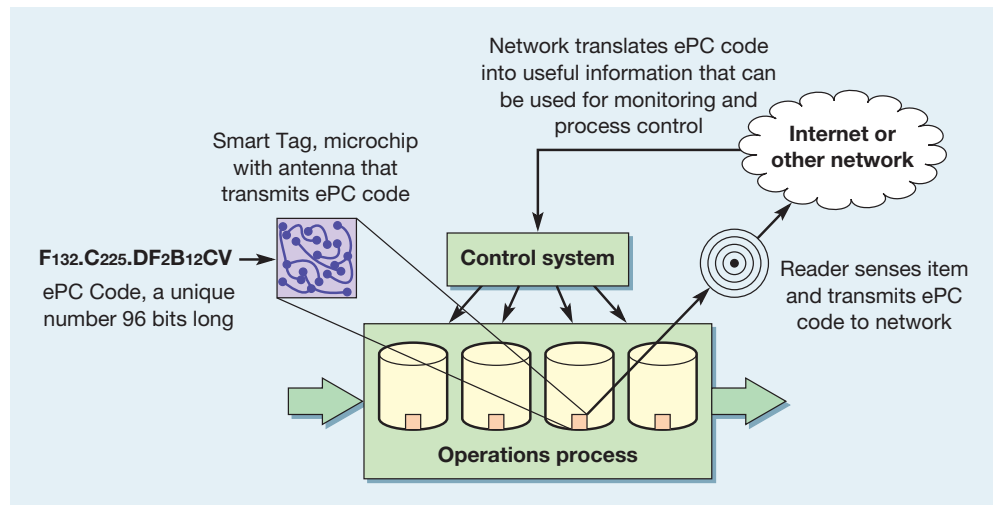 Network translates ePC code
into useful information that can
be used for monitoring and
process control
Internet or
other network
Smart Tag, microchip
with antenna that
transmits ePC code
F132.C225.DF2B12CV
ePC Code, a unique
number 96 bits long
Control system
Reader senses item
and transmits ePC
code to network
Operations process